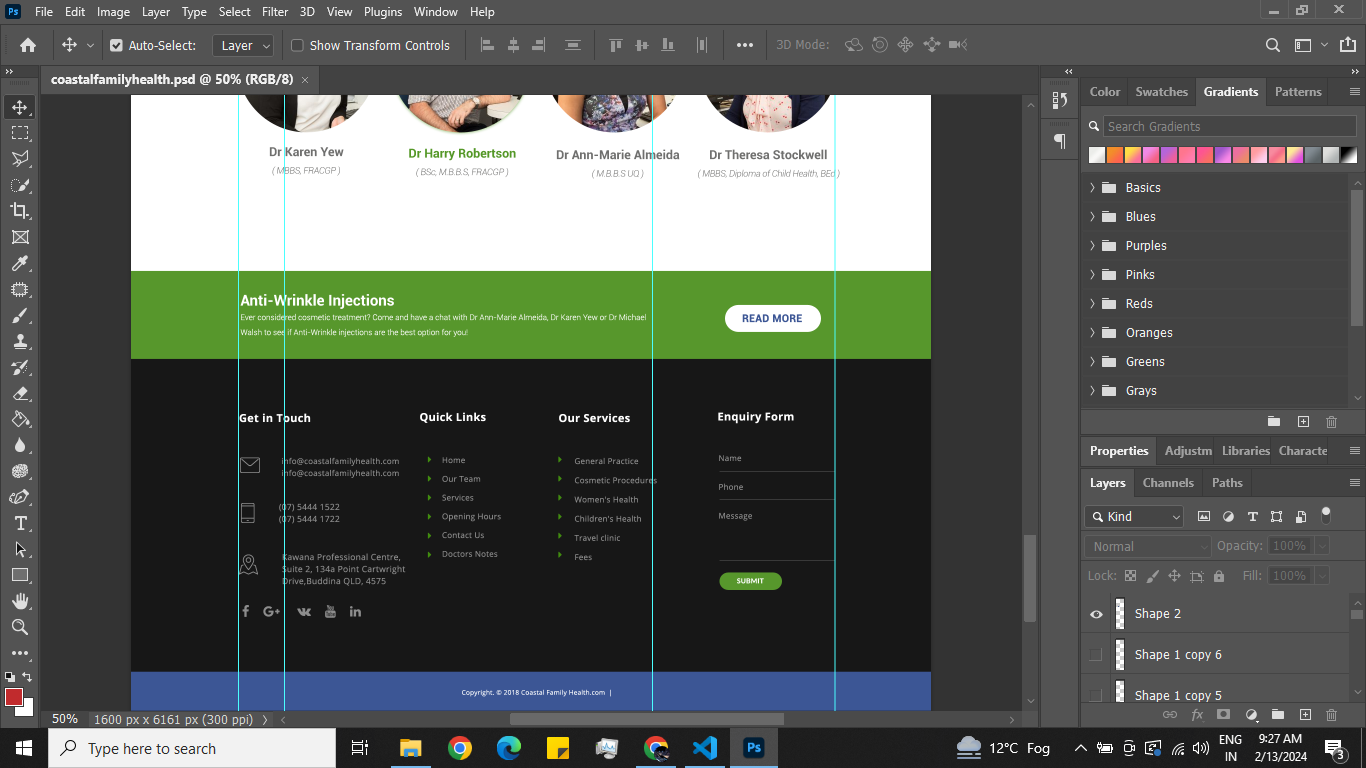 Ps File Edit Image Layer Type Select Filter 3D View Plugins Window Help
Auto-Select: Layer Show Transform Controls 3D Mode:
coastalfamilyhealth.psd @ 50% (RGB/8) ×
Dr Karen Yew
( MBBS, FRACGP )
Dr Harry Robertson
( BSc, M.B.B.S, FRACGP )
Dr Ann-Marie Almeida
( M.B.B.S UQ )
Dr Theresa Stockwell
( MBBS, Diploma of Child Health, BEd )
Anti-Wrinkle Injections
Ever considered cosmetic treatment? Come and have a chat with Dr Ann-Marie Almeida, Dr Karen Yew or Dr Michael
Walsh to see if Anti-Wrinkle injections are the best option for you!
READ MORE
Get in Touch
info@coastalfamilyhealth.com
info@coastalfamilyhealth.com
(07) 5444 1522
(07) 5444 1722
Kawana Professional Centre,
Suite 2, 134a Point Cartwright
Drive,Buddina QLD, 4575
Quick Links
Home
Our Team
Services
Opening Hours
Contact Us
Doctors Notes
Our Services
General Practice
Cosmetic Procedures
Women's Health
Children's Health
Travel clinic
Fees
Enquiry Form
Name
Phone
Message
SUBMIT
Copyright. © 2018 Coastal Family Health.com |
50% 1600 px x 6161 px (300 ppi)
Color Swatches Gradients Patterns
Search Gradients
Basics
Blues
Purples
Pinks
Reds
Oranges
Greens
Grays
Properties Adjustm Libraries Characte
Layers Channels Paths
Kind
Normal Opacity: 100%
Lock: Fill: 100%
Shape 2
Shape 1 copy 6
Shape 1 copy 5
Type here to search
Ps
12°C Fog
ENG
IN
9:27 AM
2/13/2024
3